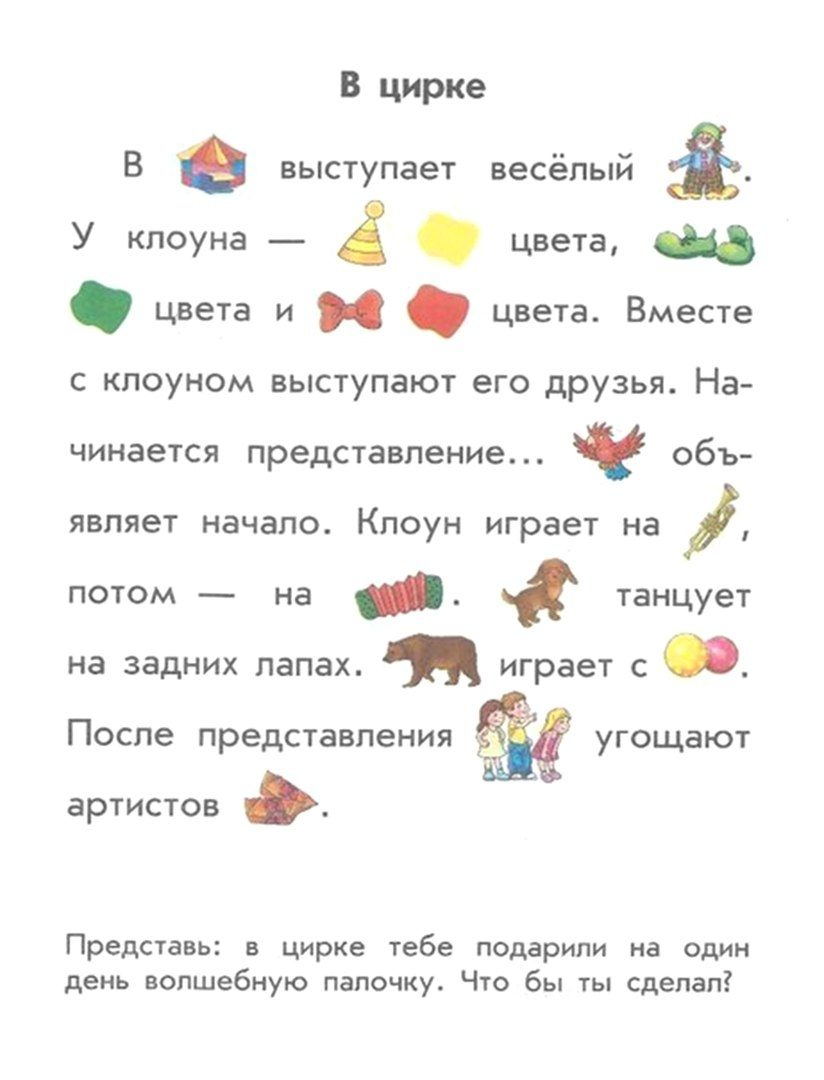 В цирке
В выступает весёлый .
У клоуна — цвета,
цвета и цвета. Вместе
с клоуном выступают его друзья. На-
чинается представление... объ-
являет начало. Клоун играет на ,
потом — на . танцует
на задних лапах. играет с .
После представления угощают
артистов .
Представь: в цирке тебе подарили на один
день волшебную палочку. Что бы ты сделал?